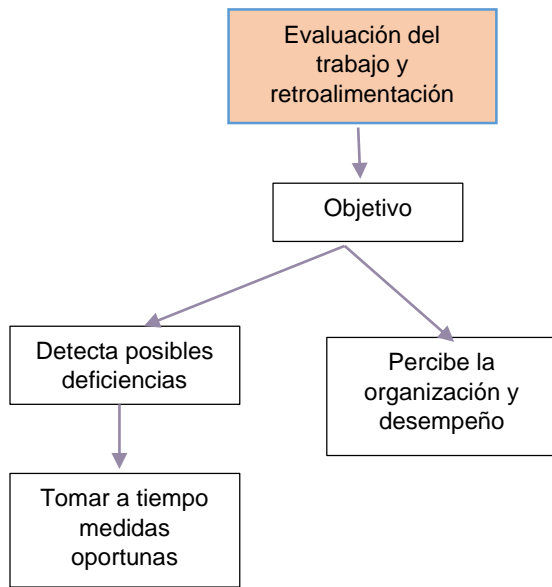 Evaluación del
trabajo y
retroalimentación
Objetivo
Detecta posibles
deficiencias
Percibe la
organización y
desempeño
Tomar a tiempo
medidas
oportunas